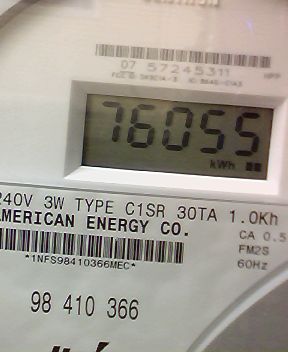 07 57245311
76055
kWh
240V 3W TYPE C1SR 30TA 1.0Kh
AMERICAN ENERGY CO.
CA 0.5
FM2S
*1NFS98410366MEC*
60Hz
98 410 366